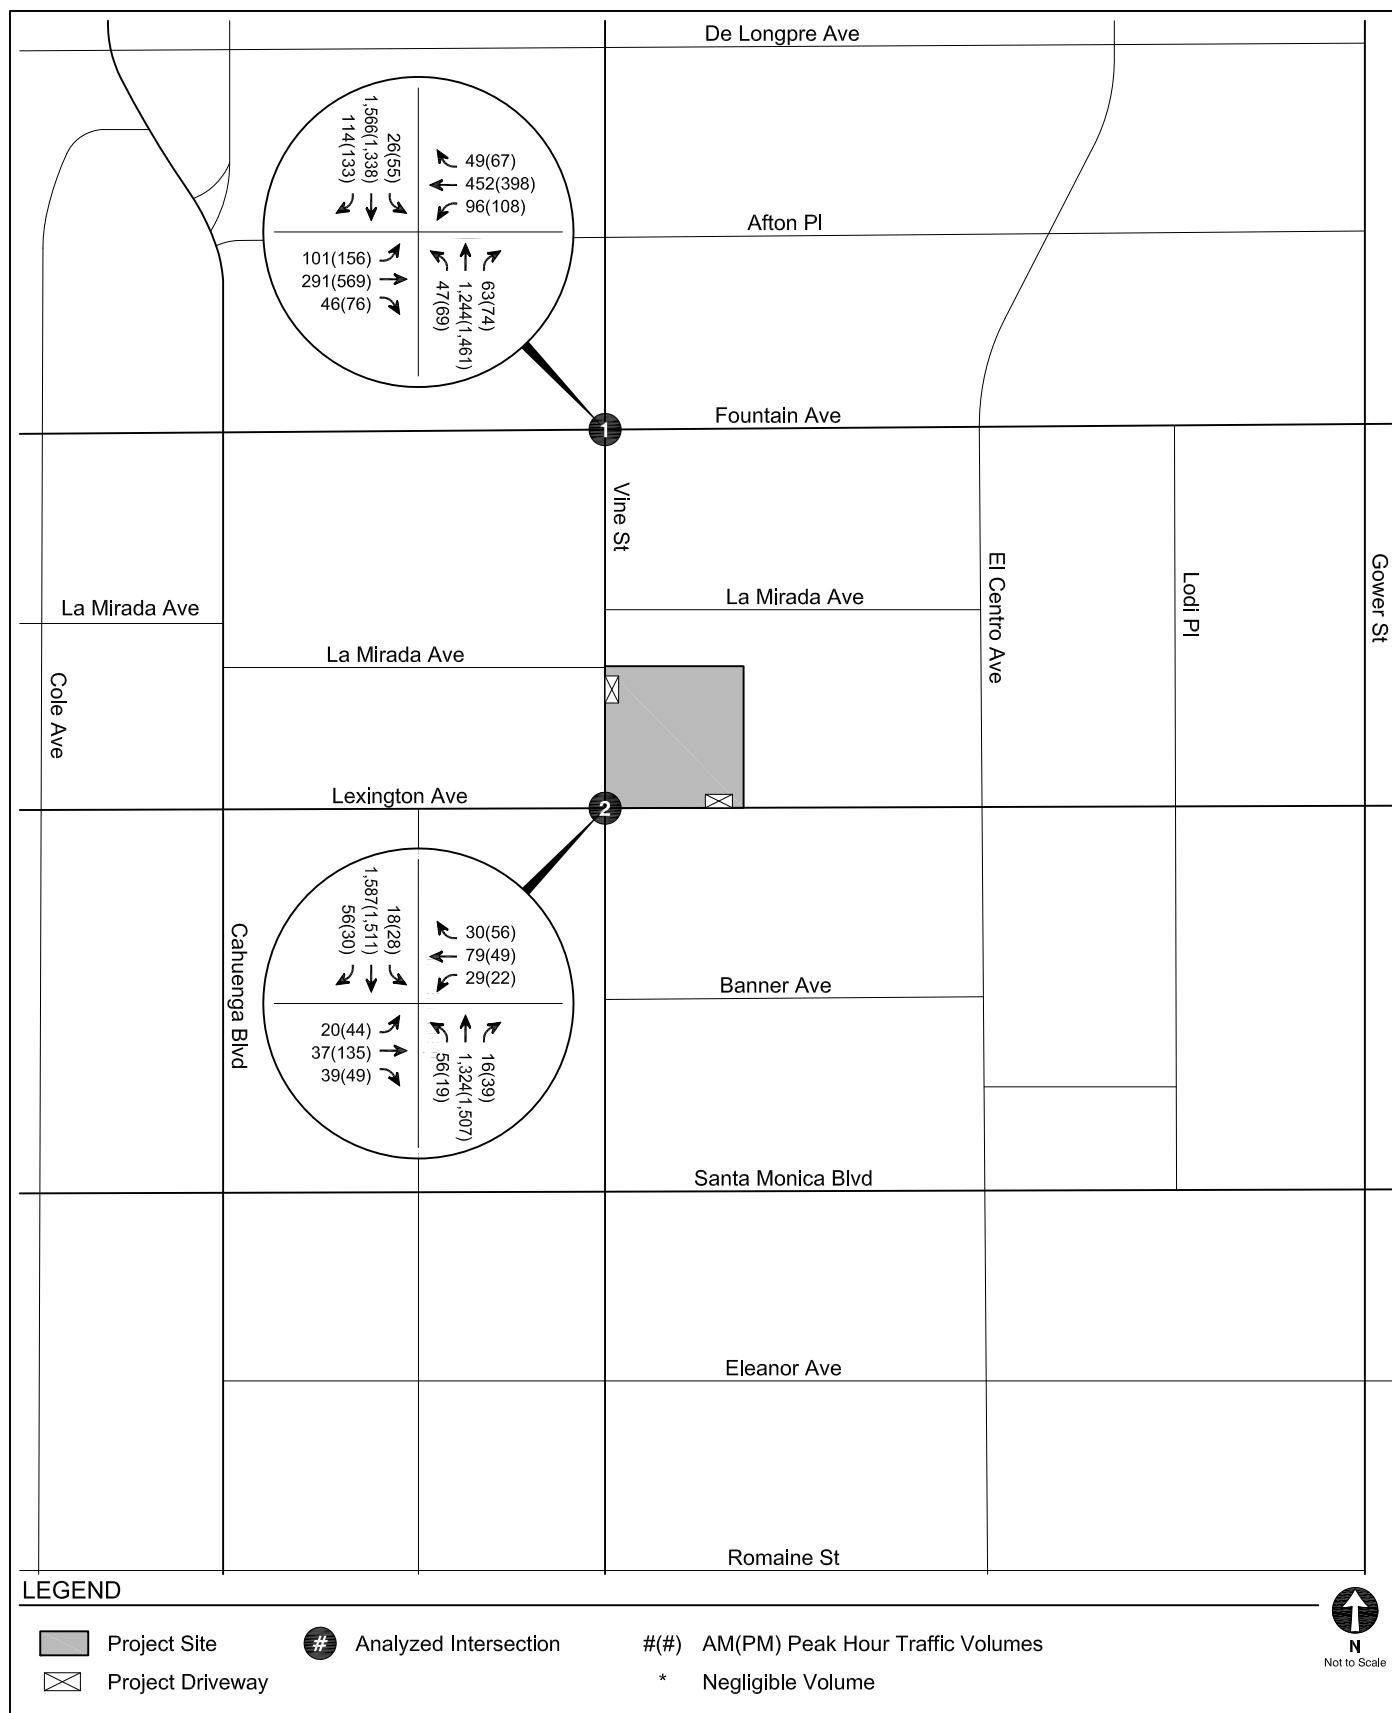 De Longpre Ave
114(133)
1,566(1,338)
26(55)
49(67)
452(398)
96(108)
Afton Pl
101(156)
291(569)
46(76)
47(69)
1,244(1,461)
63(74)
Fountain Ave
1
Vine St
El Centro Ave
Lodi Pl
Gower St
La Mirada Ave
La Mirada Ave
La Mirada Ave
Cole Ave
Lexington Ave
2
56(30)
1,587(1,511)
18(28)
30(56)
79(49)
29(22)
Cahuenga Blvd
Banner Ave
20(44)
37(135)
39(49)
56(19)
1,324(1,507)
16(39)
Santa Monica Blvd
Eleanor Ave
Romaine St
LEGEND
Project Site
# Analyzed Intersection
#(#) AM(PM) Peak Hour Traffic Volumes
Project Driveway
* Negligible Volume
N
Not to Scale